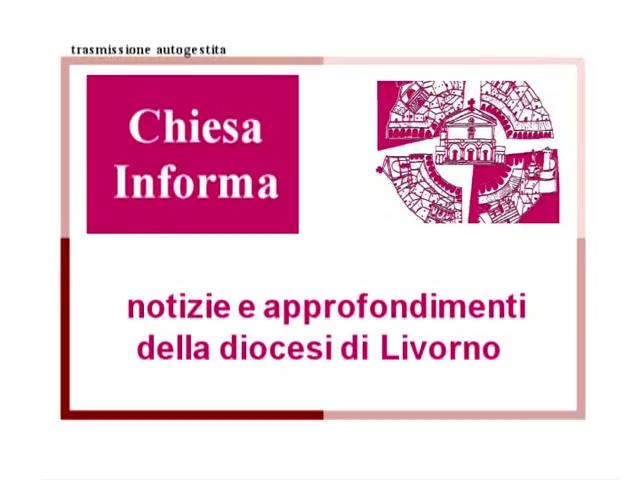 trasmissione autogestita
Chiesa
Informa
notizie e approfondimenti
della diocesi di Livorno